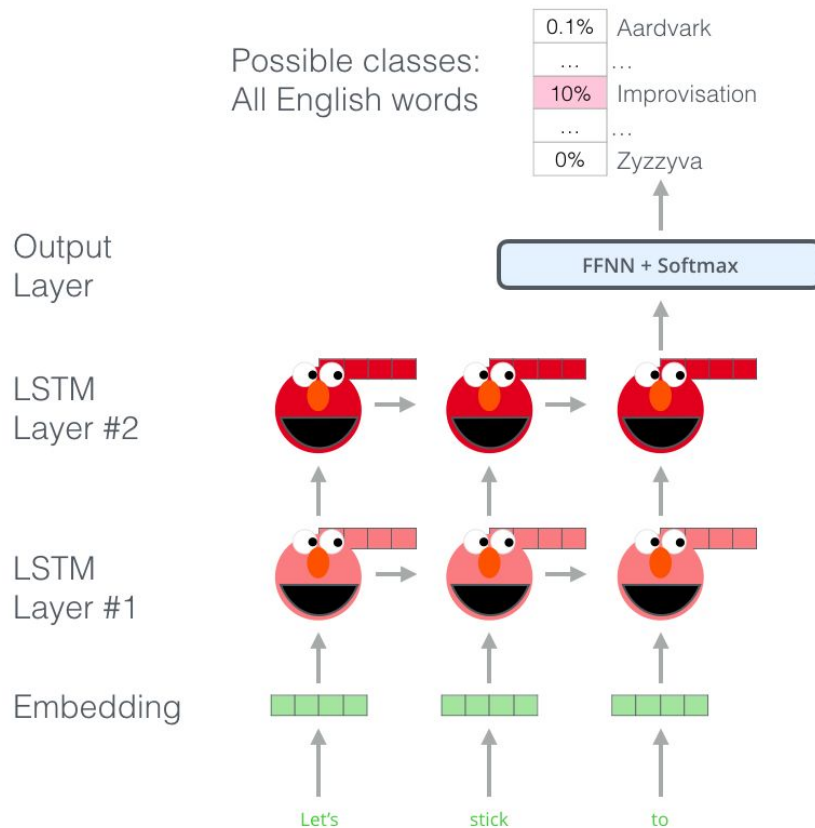 Possible classes:
All English words
0.1% Aardvark
... ...
10% Improvisation
... ...
0% Zyzzyva
Output
Layer
FFNN + Softmax
LSTM
Layer #2
LSTM
Layer #1
Embedding
Let's stick to